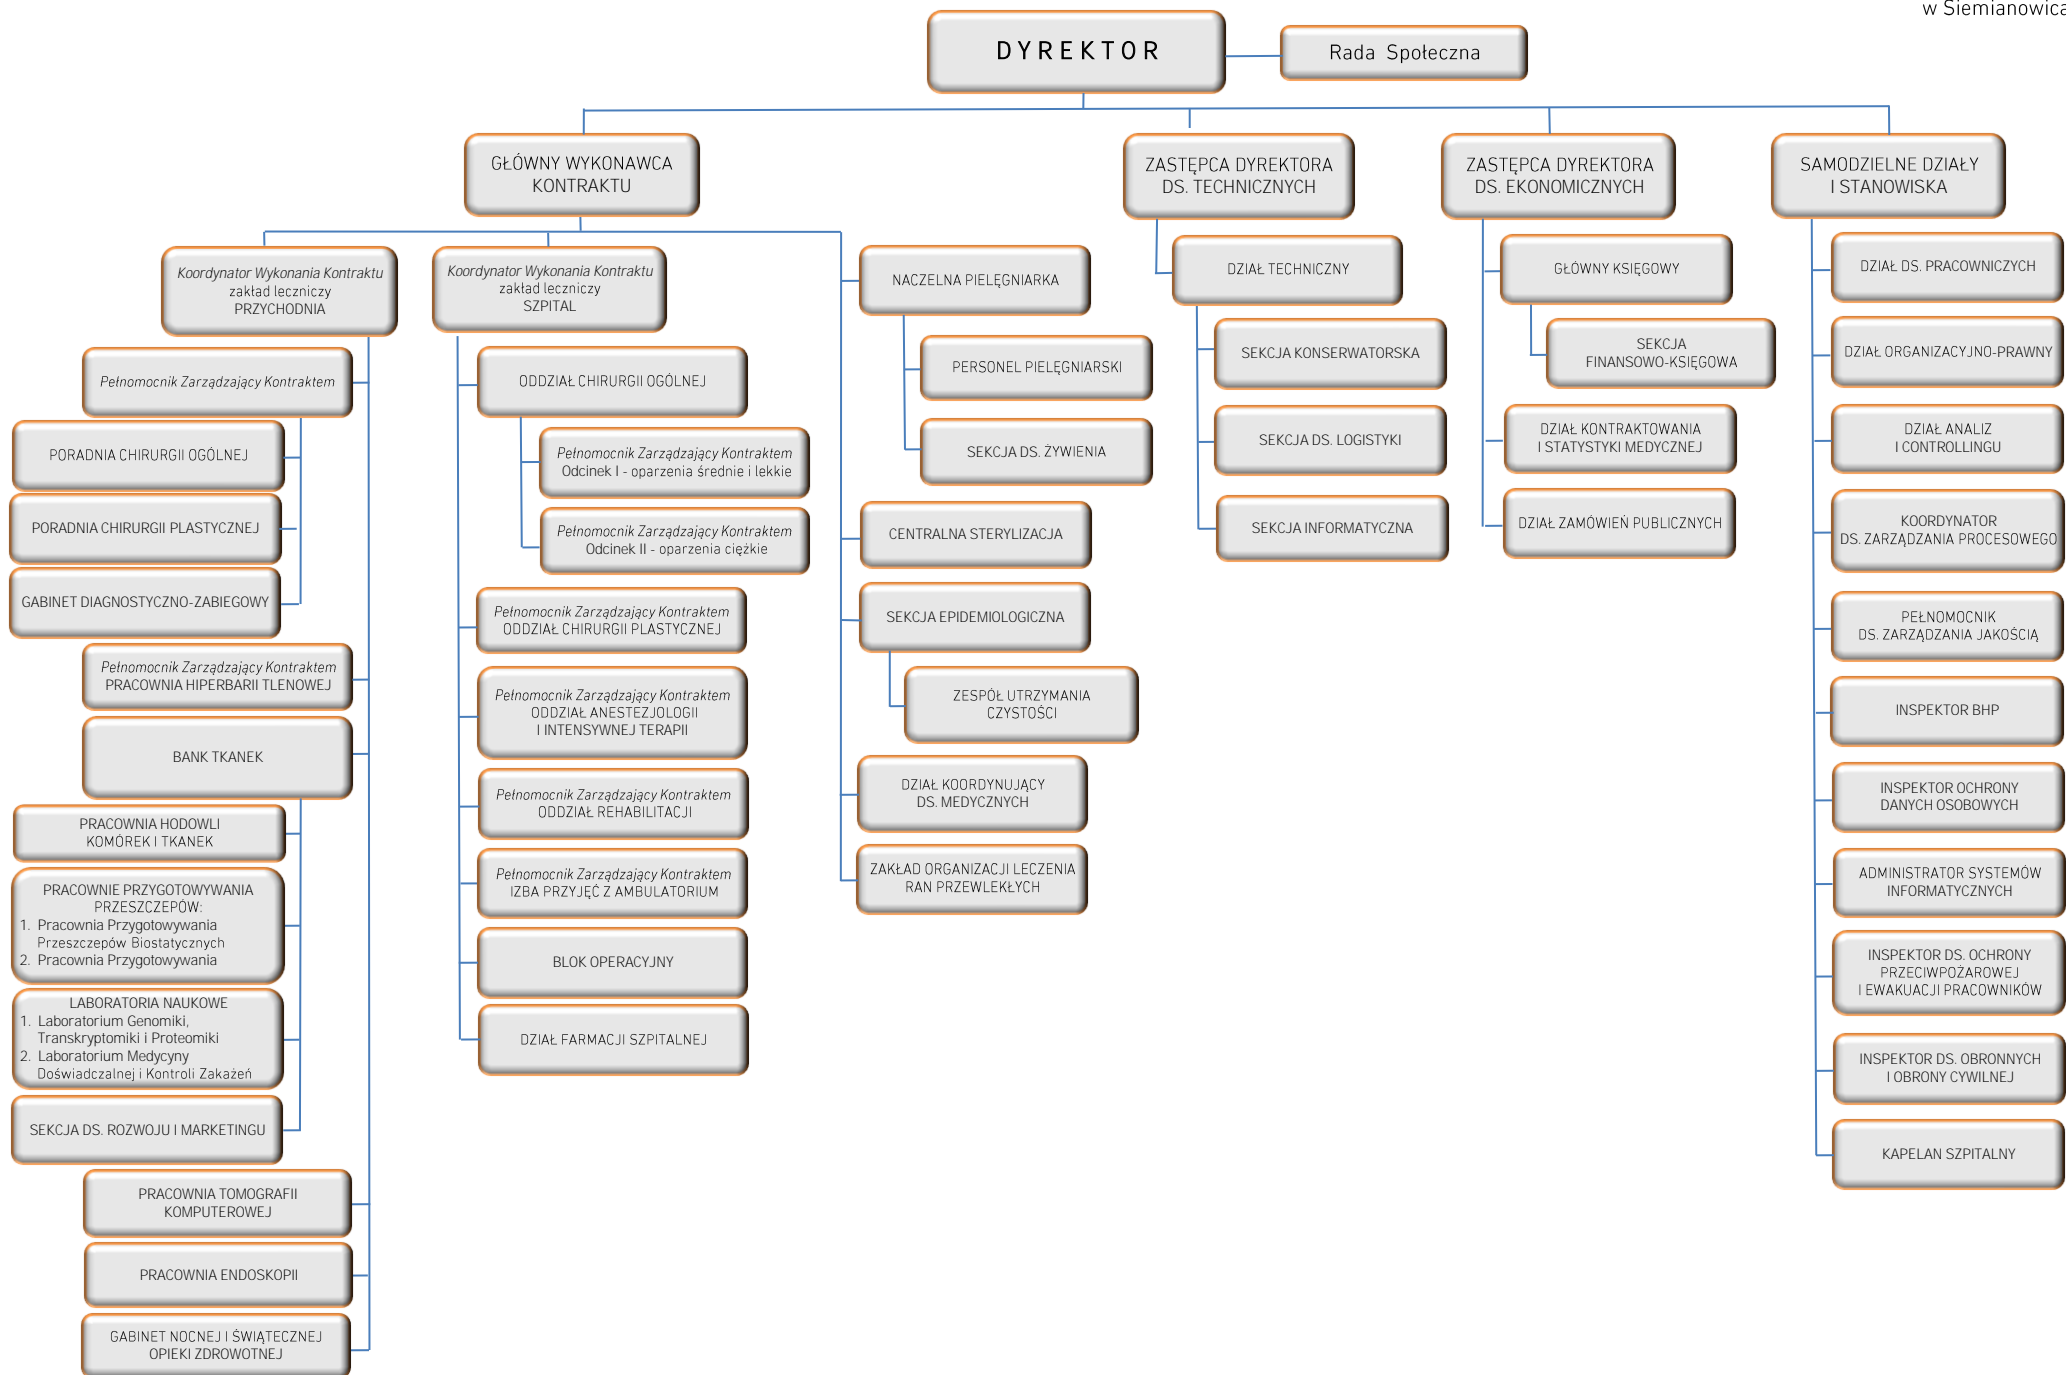 w Siemianowica
DYREKTOR
Rada Społeczna
GŁÓWNY WYKONAWCA
KONTRAKTU
ZASTĘPCA DYREKTORA
DS. TECHNICZNYCH
ZASTĘPCA DYREKTORA
DS. EKONOMICZNYCH
SAMODZIELNE DZIAŁY
I STANOWISKA
Koordynator Wykonania Kontraktu
zakład leczniczy
PRZYCHODNIA
Pełnomocnik Zarządzający Kontraktem
PORADNIA CHIRURGII OGÓLNEJ
PORADNIA CHIRURGII PLASTYCZNEJ
GABINET DIAGNOSTYCZNO-ZABIEGOWY
Pełnomocnik Zarządzający Kontraktem
PRACOWNIA HIPERBARII TLENOWEJ
BANK TKANEK
PRACOWNIA HODOWLI
KOMÓREK I TKANEK
PRACOWNIE PRZYGOTOWYWANIA
PRZESZCZEPÓW:
1. Pracownia Przygotowywania
Przeszczepów Biostatycznych
2. Pracownia Przygotowywania
LABORATORIA NAUKOWE
1. Laboratorium Genomiki,
Transkryptomiki i Proteomiki
2. Laboratorium Medycyny
Doświadczalnej i Kontroli Zakażeń
SEKCJA DS. ROZWOJU I MARKETINGU
PRACOWNIA TOMOGRAFII
KOMPUTEROWEJ
PRACOWNIA ENDOSKOPII
GABINET NOCNEJ I ŚWIĄTECZNEJ
OPIEKI ZDROWOTNEJ
Koordynator Wykonania Kontraktu
zakład leczniczy
SZPITAL
ODDZIAŁ CHIRURGII OGÓLNEJ
Pełnomocnik Zarządzający Kontraktem
Odcinek I - oparzenia średnie i lekkie
Pełnomocnik Zarządzający Kontraktem
Odcinek II - oparzenia ciężkie
Pełnomocnik Zarządzający Kontraktem
ODDZIAŁ CHIRURGII PLASTYCZNEJ
Pełnomocnik Zarządzający Kontraktem
ODDZIAŁ ANESTEZJOLOGII
I INTENSYWNEJ TERAPII
Pełnomocnik Zarządzający Kontraktem
ODDZIAŁ REHABILITACJI
Pełnomocnik Zarządzający Kontraktem
IZBA PRZYJĘĆ Z AMBULATORIUM
BLOK OPERACYJNY
DZIAŁ FARMACJI SZPITALNEJ
NACZELNA PIELĘGNIARKA
PERSONEL PIELĘGNIARSKI
SEKCJA DS. ŻYWIENIA
CENTRALNA STERYLIZACJA
SEKCJA EPIDEMIOLOGICZNA
ZESPÓŁ UTRZYMANIA
CZYSTOŚCI
DZIAŁ KOORDYNUJĄCY
DS. MEDYCZNYCH
ZAKŁAD ORGANIZACJI LECZENIA
RAN PRZEWLEKŁYCH
DZIAŁ TECHNICZNY
SEKCJA KONSERWATORSKA
SEKCJA DS. LOGISTYKI
SEKCJA INFORMATYCZNA
GŁÓWNY KSIĘGOWY
SEKCJA
FINANSOWO-KSIĘGOWA
DZIAŁ KONTRAKTOWANIA
I STATYSTYKI MEDYCZNEJ
DZIAŁ ZAMÓWIEŃ PUBLICZNYCH
DZIAŁ DS. PRACOWNICZYCH
DZIAŁ ORGANIZACYJNO-PRAWNY
DZIAŁ ANALIZ
I CONTROLLINGU
KOORDYNATOR
DS. ZARZĄDZANIA PROCESOWEGO
PEŁNOMOCNIK
DS. ZARZĄDZANIA JAKOŚCIĄ
INSPEKTOR BHP
INSPEKTOR OCHRONY
DANYCH OSOBOWYCH
ADMINISTRATOR SYSTEMÓW
INFORMATYCZNYCH
INSPEKTOR DS. OCHRONY
PRZECIWPOŻAROWEJ
I EWAKUACJI PRACOWNIKÓW
INSPEKTOR DS. OBRONNYCH
I OBRONY CYWILNEJ
KAPELAN SZPITALNY